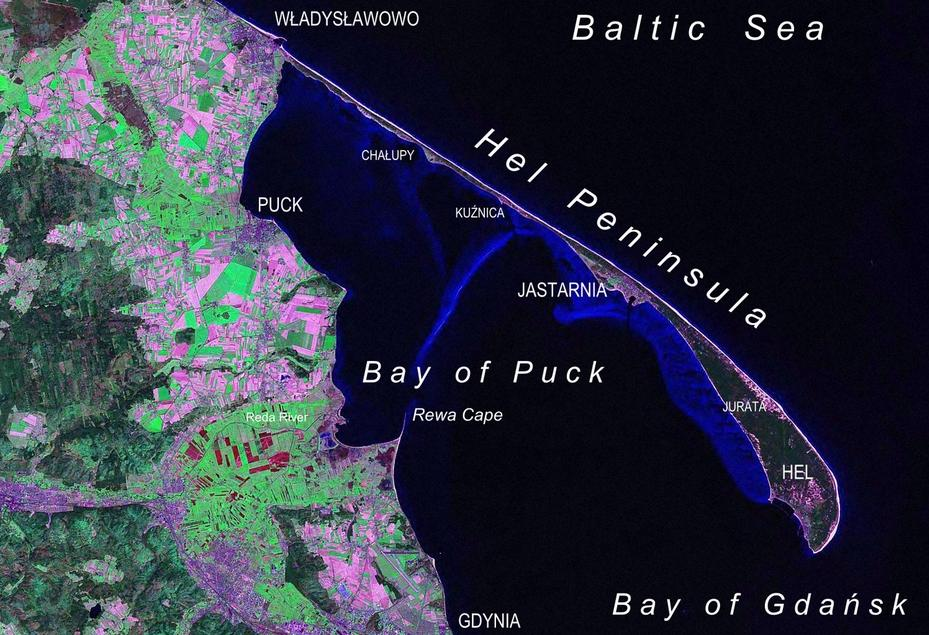 WŁADYSŁAWOWO
Baltic Sea
CHAŁUPY
Hel Peninsula
PUCK
KUŹNICA
JASTARNIA
Bay of Puck
JURATA
Rewa Cape
Reda River
HEL
Bay of Gdańsk
GDYNIA